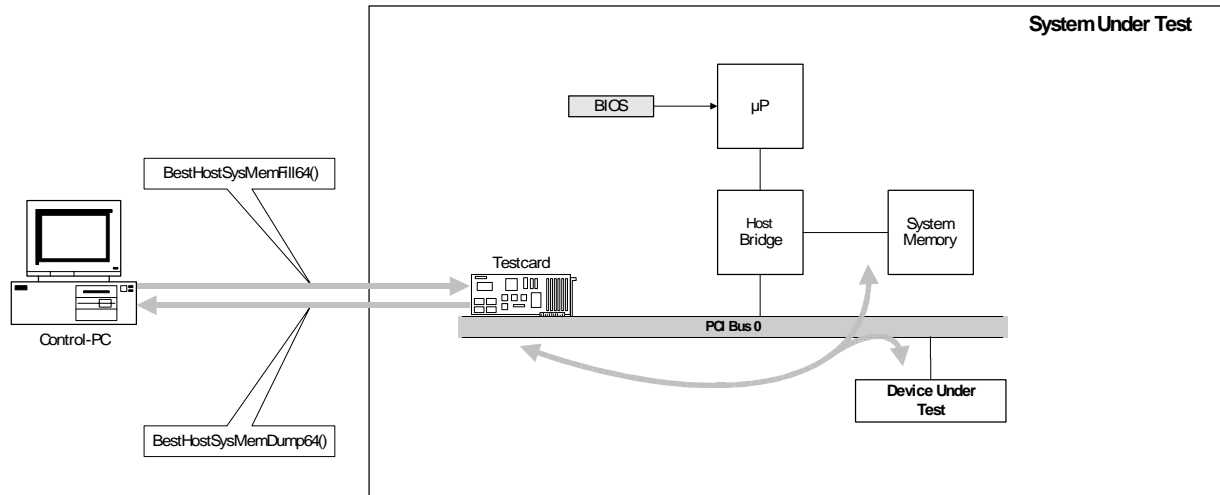 System Under Test
µP
BIOS
BestHostSysMemFill64()
Host
Bridge
System
Memory
Testcard
PCI Bus 0
Control-PC
Device Under
Test
BestHostSysMemDump64()